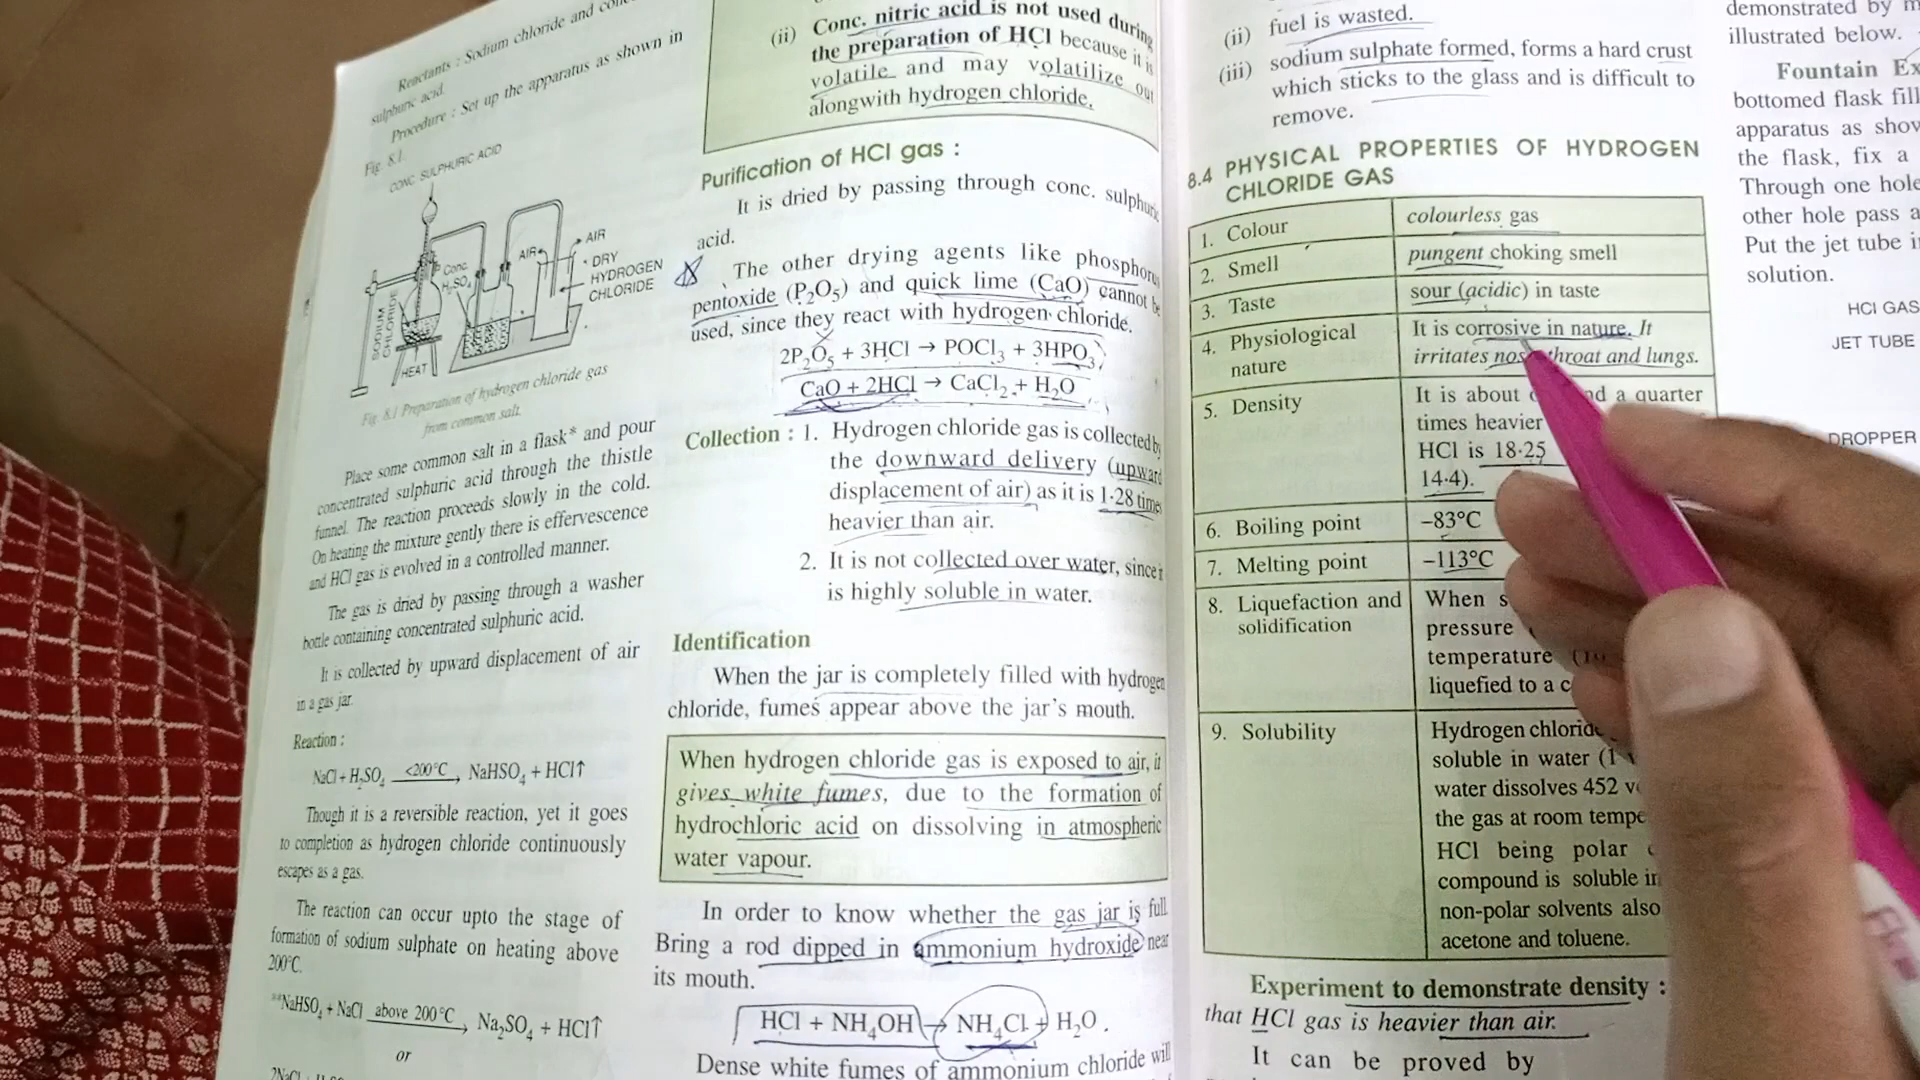 Reactants : Sodium chloride and
sulphuric acid.
Procedure : Set up the apparatus as shown in
Fig. 8.1.
CONC. SULPHURIC ACID
AIR
AIR
DRY
HYDROGEN
CHLORIDE
Conc.
H₂SO₄
SODIUM
CHLORIDE
HEAT
Fig. 8.1 Preparation of hydrogen chloride gas
from common salt.
Place some common salt in a flask* and pour
concentrated sulphuric acid through the thistle
funnel. The reaction proceeds slowly in the cold.
On heating the mixture gently there is effervescence
and HCl gas is evolved in a controlled manner.
The gas is dried by passing through a washer
bottle containing concentrated sulphuric acid.
It is collected by upward displacement of air
in a gas jar.
Reaction :
NaCl + H₂SO₄ <200°C → NaHSO₄ + HCl↑
Though it is a reversible reaction, yet it goes
to completion as hydrogen chloride continuously
escapes as a gas.
The reaction can occur upto the stage of
formation of sodium sulphate on heating above
200°C.
**NaHSO₄ + NaCl above 200°C → Na₂SO₄ + HCl↑
or
(ii) Conc. nitric acid is not used during
the preparation of HCl because it is
volatile and may volatilize out
alongwith hydrogen chloride.
Purification of HCl gas :
It is dried by passing through conc. sulphuric
acid.
The other drying agents like phosphorus
pentoxide (P₂O₅) and quick lime (CaO) cannot be
used, since they react with hydrogen chloride.
2P₂O₅ + 3HCl → POCl₃ + 3HPO₃
CaO + 2HCl → CaCl₂ + H₂O
Collection : 1. Hydrogen chloride gas is collected by
the downward delivery (upward
displacement of air) as it is 1·28 times
heavier than air.
2. It is not collected over water, since it
is highly soluble in water.
Identification
When the jar is completely filled with hydrogen
chloride, fumes appear above the jar's mouth.
When hydrogen chloride gas is exposed to air, it
gives white fumes, due to the formation of
hydrochloric acid on dissolving in atmospheric
water vapour.
In order to know whether the gas jar is full
Bring a rod dipped in ammonium hydroxide near
its mouth.
HCl + NH₄OH → NH₄Cl + H₂O.
Dense white fumes of ammonium chloride will
(ii) fuel is wasted.
(iii) sodium sulphate formed, forms a hard crust
which sticks to the glass and is difficult to
remove.
8.4 PHYSICAL PROPERTIES OF HYDROGEN
CHLORIDE GAS
1. Colour colourless gas
2. Smell pungent choking smell
3. Taste sour (acidic) in taste
4. Physiological It is corrosive in nature. It
nature irritates throat and lungs.
5. Density It is about a quarter
times heavier
HCl is 18·25
14·4).
6. Boiling point –83°C
7. Melting point –113°C
8. Liquefaction and When
solidification pressure
temperature
liquefied to a
9. Solubility Hydrogen
soluble in water
water dissolves 452
the gas at room
HCl being polar
compound is soluble in
non-polar solvents also
acetone and toluene.
Experiment to demonstrate density :
that HCl gas is heavier than air.
It can be proved by
demonstrated by
illustrated below.
Fountain
bottomed flask
apparatus as
the flask, fix a
Through one hole
other hole pass
Put the jet tube
solution.
HCl GAS
JET TUBE
DROPPER